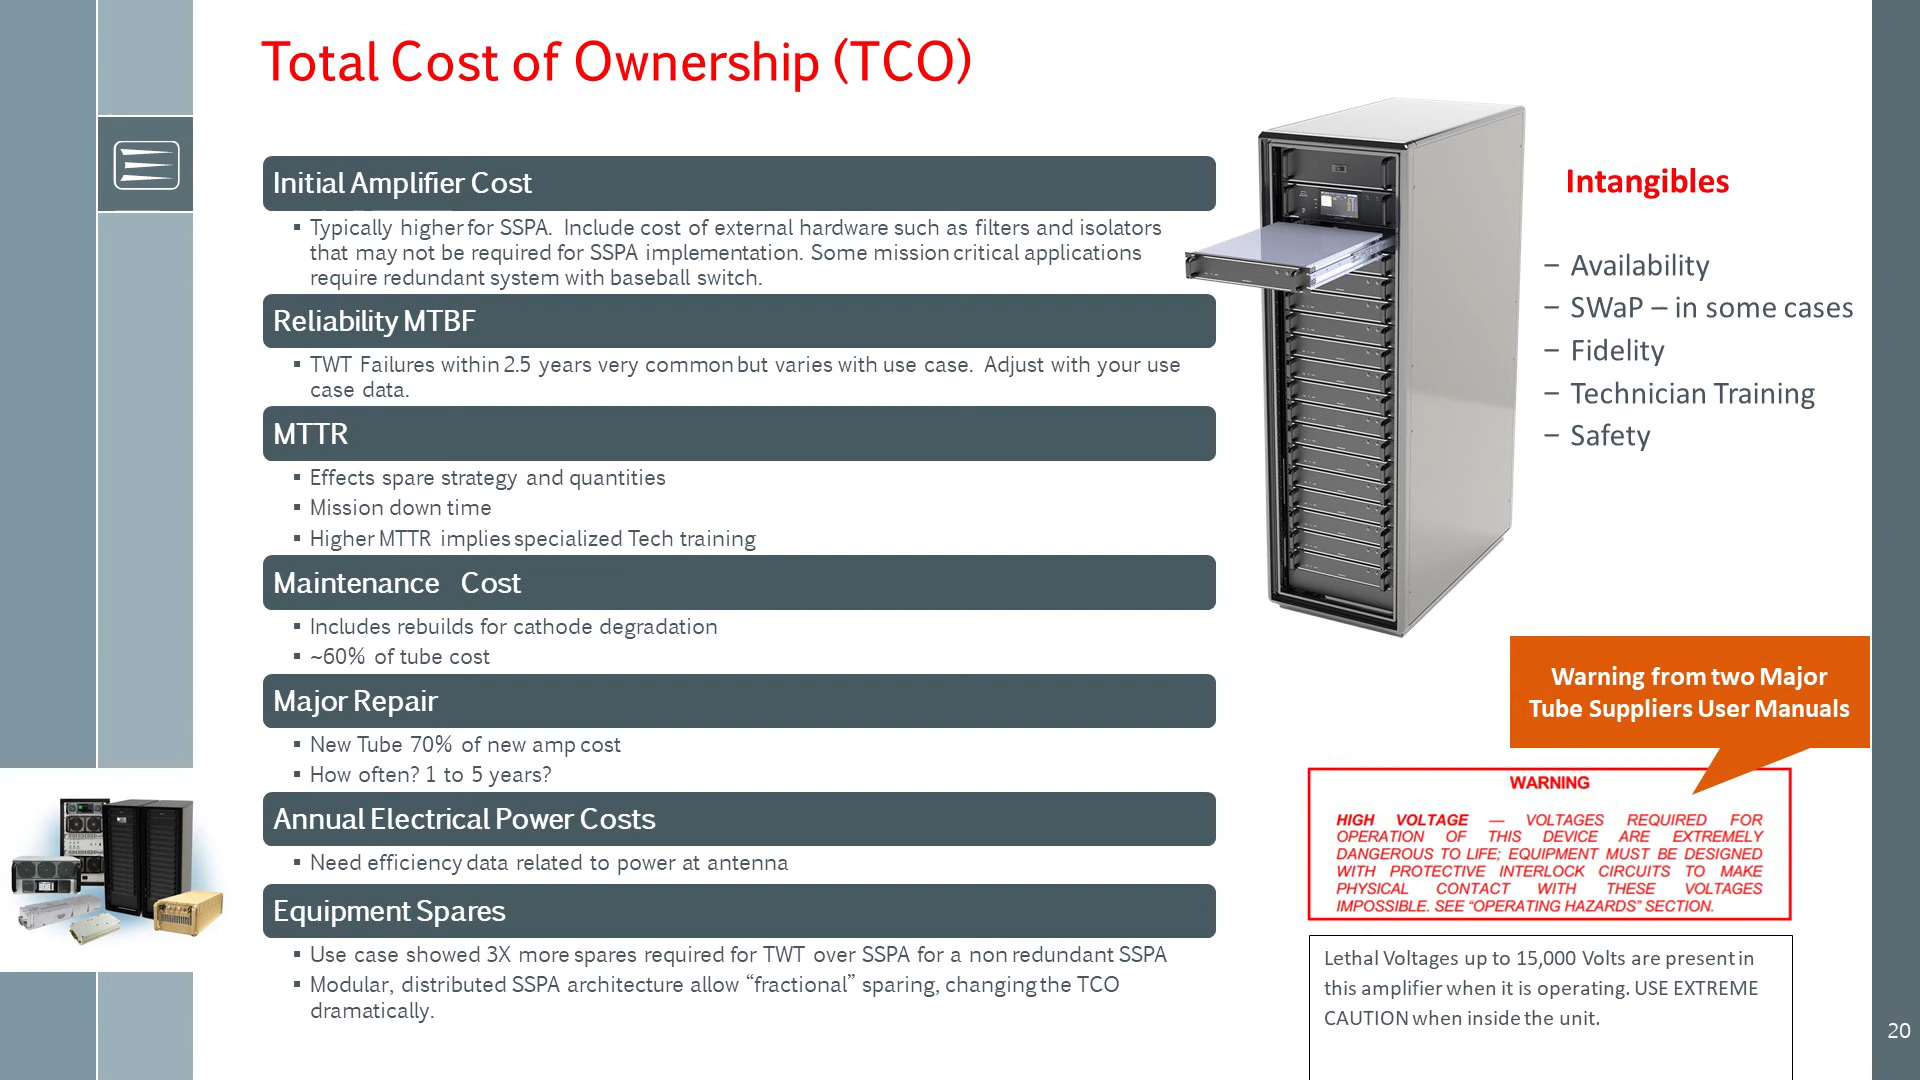 Total Cost of Ownership (TCO)
Initial Amplifier Cost
▪ Typically higher for SSPA. Include cost of external hardware such as filters and isolators
that may not be required for SSPA implementation. Some mission critical applications
require redundant system with baseball switch.
Reliability MTBF
▪ TWT Failures within 2.5 years very common but varies with use case. Adjust with your use
case data.
MTTR
▪ Effects spare strategy and quantities
▪ Mission down time
▪ Higher MTTR implies specialized Tech training
Maintenance Cost
▪ Includes rebuilds for cathode degradation
▪ ~60% of tube cost
Major Repair
▪ New Tube 70% of new amp cost
▪ How often? 1 to 5 years?
Annual Electrical Power Costs
▪ Need efficiency data related to power at antenna
Equipment Spares
▪ Use case showed 3X more spares required for TWT over SSPA for a non redundant SSPA
▪ Modular, distributed SSPA architecture allow “fractional” sparing, changing the TCO
dramatically.
Intangibles
– Availability
– SWaP – in some cases
– Fidelity
– Technician Training
– Safety
Warning from two Major
Tube Suppliers User Manuals
WARNING
HIGH VOLTAGE — VOLTAGES REQUIRED FOR
OPERATION OF THIS DEVICE ARE EXTREMELY
DANGEROUS TO LIFE; EQUIPMENT MUST BE DESIGNED
WITH PROTECTIVE INTERLOCK CIRCUITS TO MAKE
PHYSICAL CONTACT WITH THESE VOLTAGES
IMPOSSIBLE. SEE “OPERATING HAZARDS” SECTION.
Lethal Voltages up to 15,000 Volts are present in
this amplifier when it is operating. USE EXTREME
CAUTION when inside the unit.
20